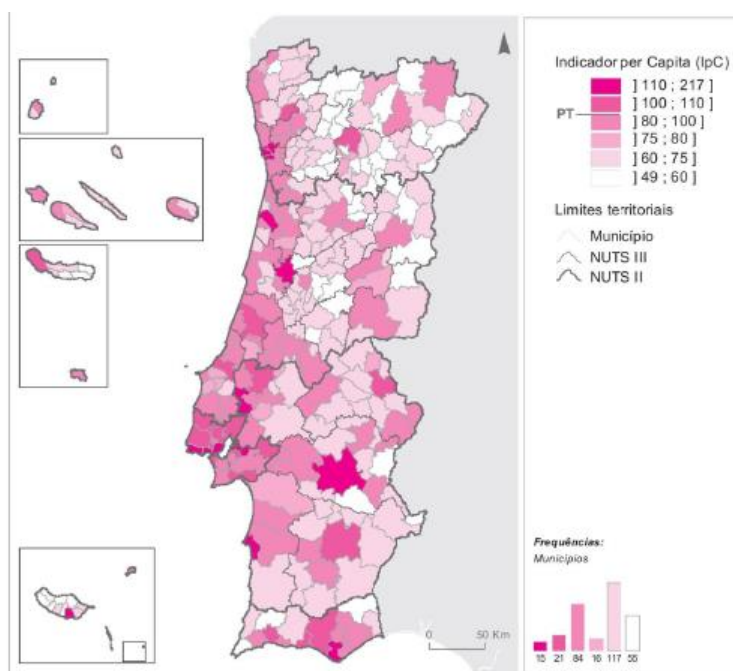 Indicador per Capita (IpC)
] 110 ; 217 ]
] 100 ; 110 ]
PT
] 80 ; 100 ]
] 75 ; 80 ]
] 60 ; 75 ]
] 49 ; 60 ]
Limites territoriais
Município
NUTS III
NUTS II
0 50 Km
Frequências:
Municípios
15 21 84 16 117 55